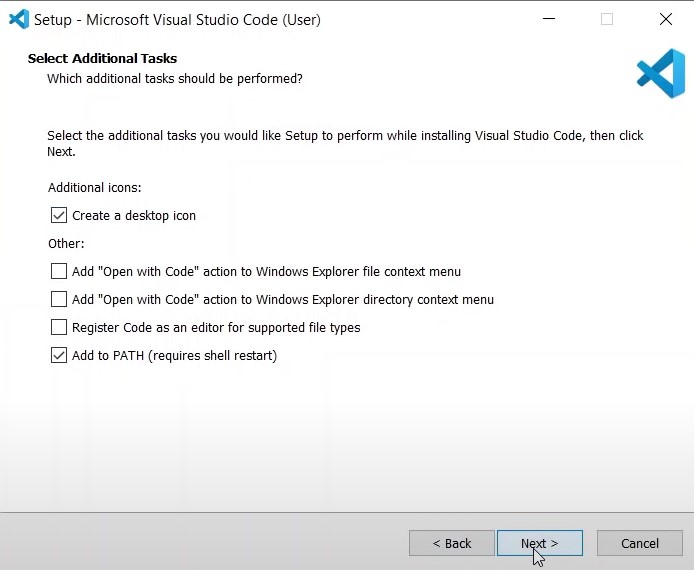 Setup - Microsoft Visual Studio Code (User)
Select Additional Tasks
Which additional tasks should be performed?
Select the additional tasks you would like Setup to perform while installing Visual Studio Code, then click
Next.
Additional icons:
Create a desktop icon
Other:
Add "Open with Code" action to Windows Explorer file context menu
Add "Open with Code" action to Windows Explorer directory context menu
Register Code as an editor for supported file types
Add to PATH (requires shell restart)
< Back Next > Cancel